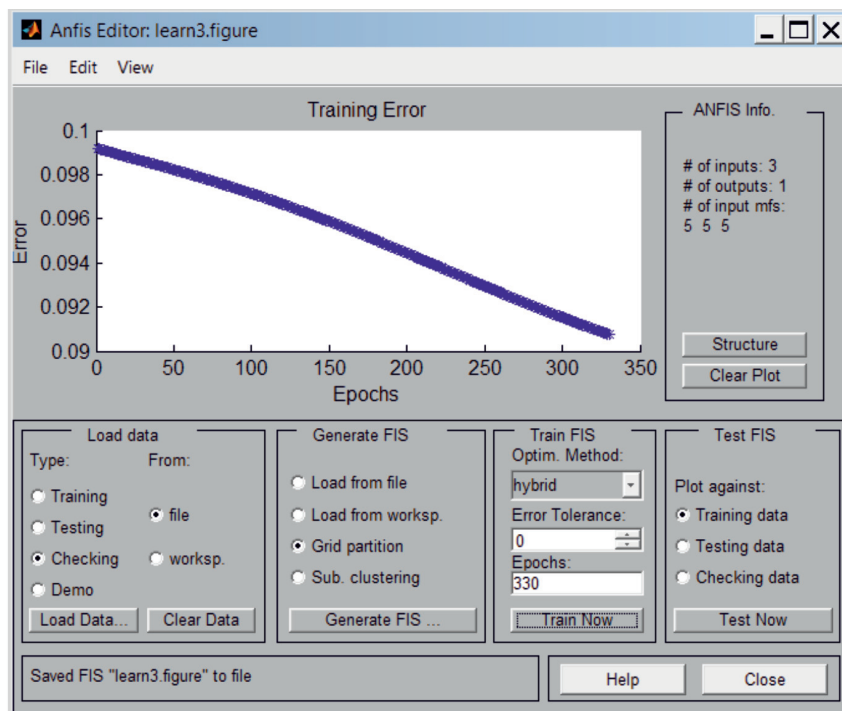 Anfis Editor: learn3.figure
File Edit View
Training Error
0.1
0.098
0.096
0.094
0.092
0.09
Error
0 50 100 150 200 250 300 350
Epochs
ANFIS Info.
# of inputs: 3
# of outputs: 1
# of input mfs:
5 5 5
Structure
Clear Plot
Load data
Type: From:
Training
Testing
Checking
Demo
file
worksp.
Load Data... Clear Data
Generate FIS
Load from file
Load from worksp.
Grid partition
Sub. clustering
Generate FIS ...
Train FIS
Optim. Method:
hybrid
Error Tolerance:
0
Epochs:
330
Train Now
Test FIS
Plot against:
Training data
Testing data
Checking data
Test Now
Saved FIS "learn3.figure" to file
Help Close